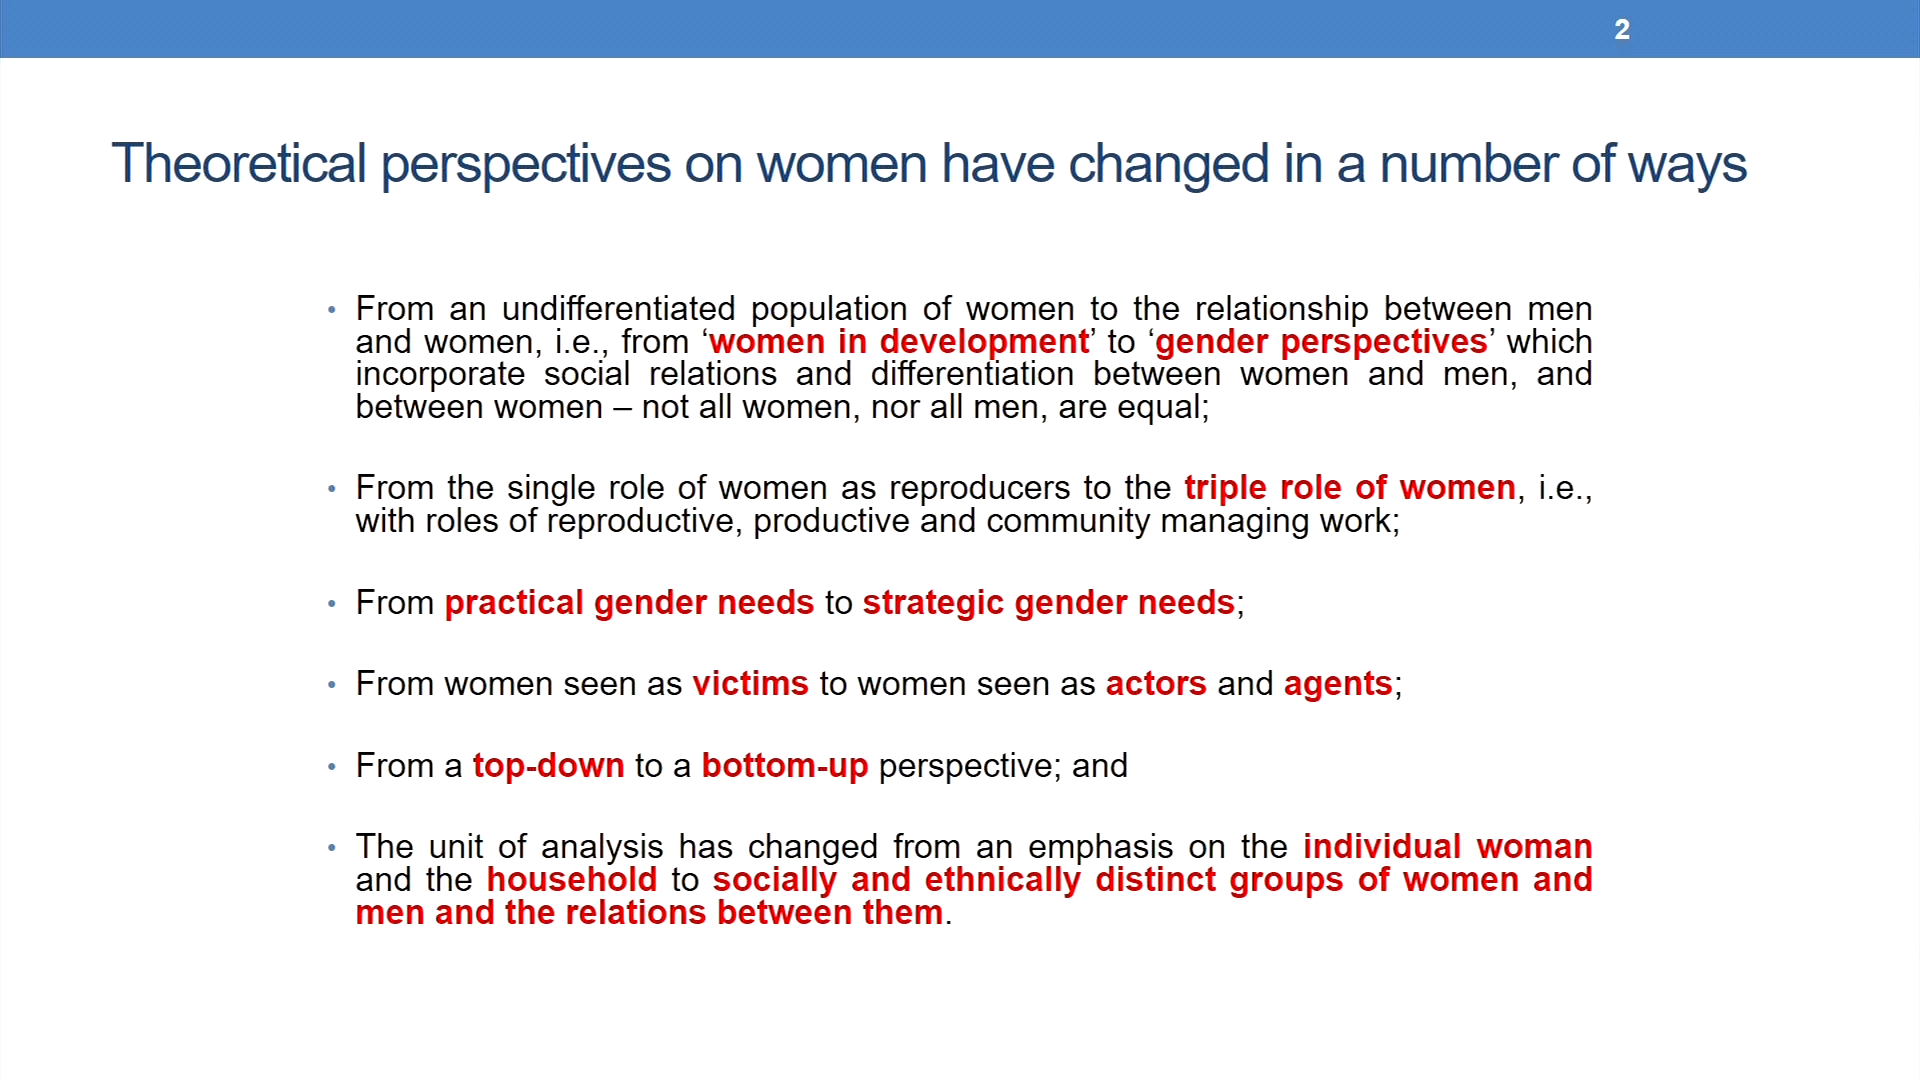 2
Theoretical perspectives on women have changed in a number of ways
• From an undifferentiated population of women to the relationship between men
and women, i.e., from ‘women in development’ to ‘gender perspectives’ which
incorporate social relations and differentiation between women and men, and
between women – not all women, nor all men, are equal;
• From the single role of women as reproducers to the triple role of women, i.e.,
with roles of reproductive, productive and community managing work;
• From practical gender needs to strategic gender needs;
• From women seen as victims to women seen as actors and agents;
• From a top-down to a bottom-up perspective; and
• The unit of analysis has changed from an emphasis on the individual woman
and the household to socially and ethnically distinct groups of women and
men and the relations between them.